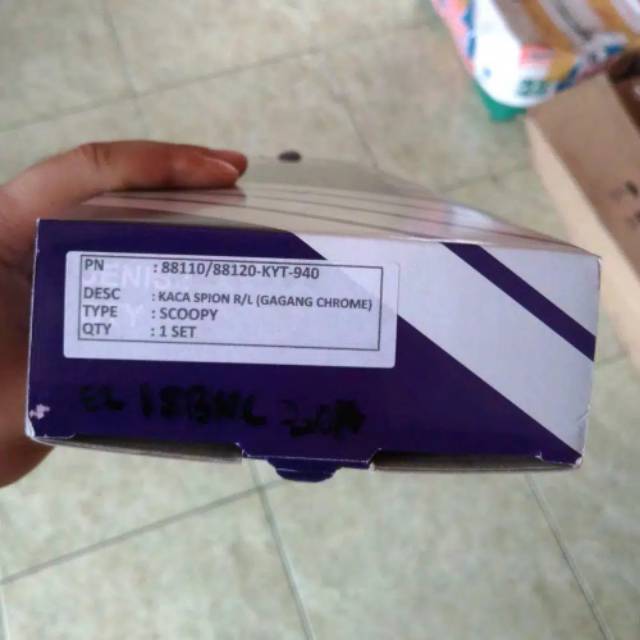 PN : 88110/88120-KYT-940
DESC : KACA SPION R/L (GAGANG CHROME)
TYPE : SCOOPY
QTY : 1 SET